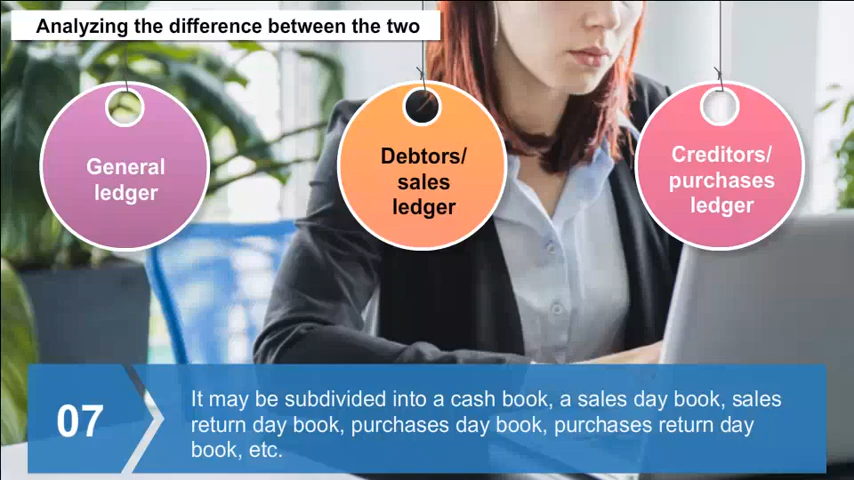 Analyzing the difference between the two
General
ledger
Debtors/
sales
ledger
Creditors/
purchases
ledger
07
It may be subdivided into a cash book, a sales day book, sales
return day book, purchases day book, purchases return day
book, etc.